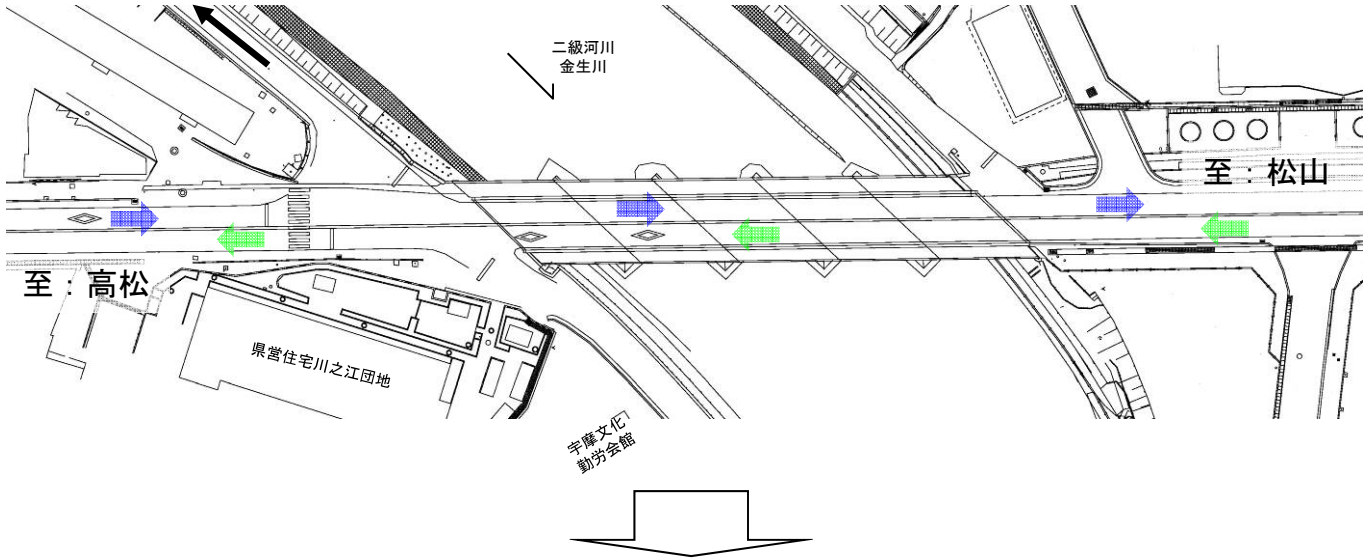 二級河川
金生川
至：松山
至：高松
県営住宅川之江団地
宇摩文化
勤労会館